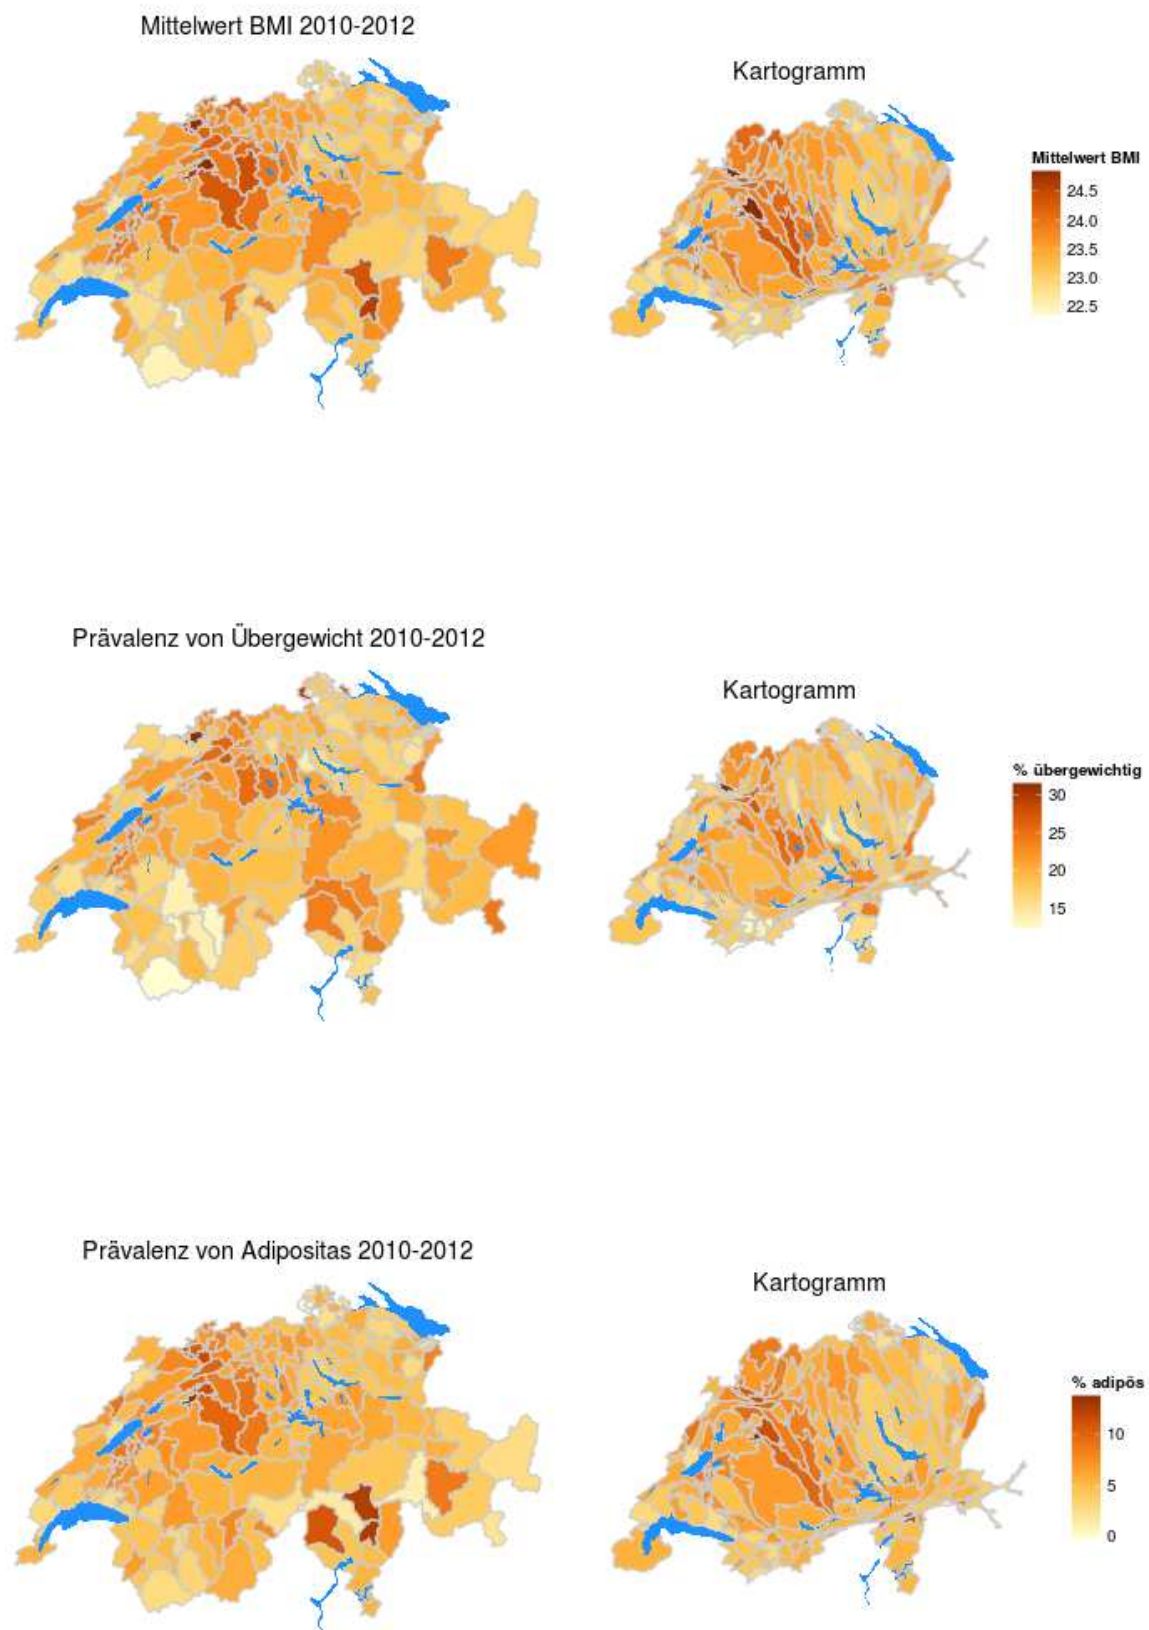 Mittelwert BMI 2010-2012
Kartogramm
Mittelwert BMI
24.5
24.0
23.5
23.0
22.5
Prävalenz von Übergewicht 2010-2012
Kartogramm
% übergewichtig
30
25
20
15
Prävalenz von Adipositas 2010-2012
Kartogramm
% adipös
10
5
0